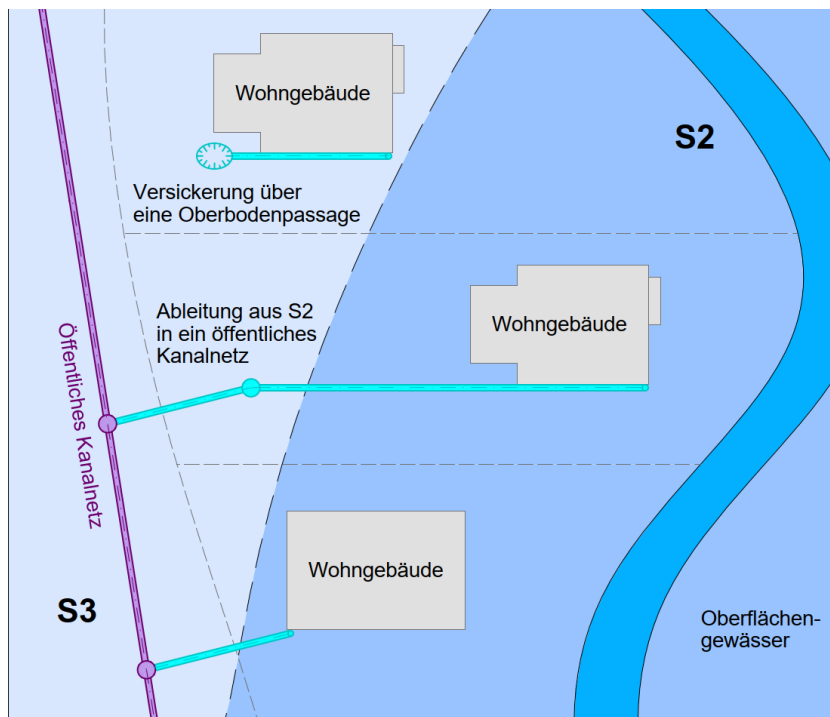 Wohngebäude
S2
Versickerung über
eine Oberbodenpassage
Ableitung aus S2
in ein öffentliches
Kanalnetz
Wohngebäude
Öffentliches Kanalnetz
Wohngebäude
S3
Oberflächen-
gewässer